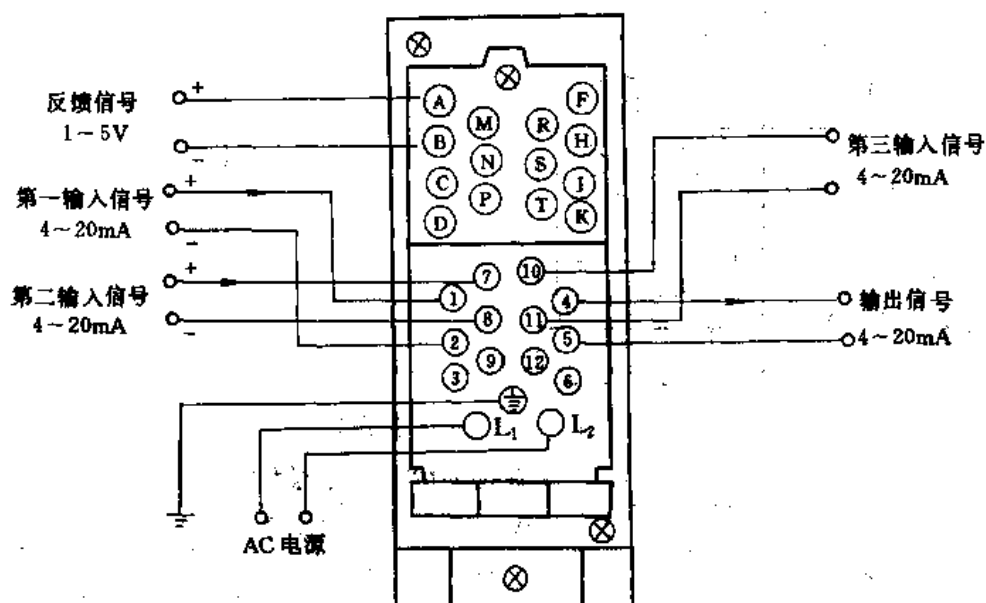 反馈信号
1～5V
+
−
第一输入信号
4～20mA
+
−
第二输入信号
4～20mA
+
−
A
B
C
D
M
N
P
R
S
T
F
H
J
K
7
10
1
4
8
11
2
5
9
12
3
6
L₁
L₂
AC 电源
第三输入信号
4～20mA
输出信号
4～20mA